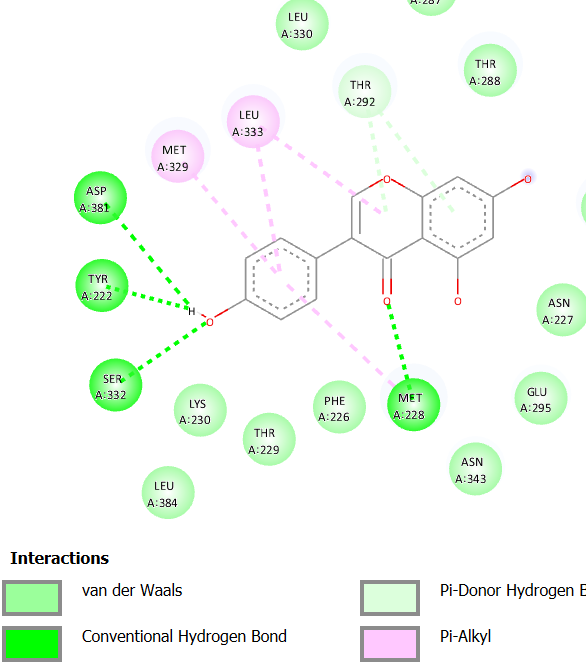 A:287
LEU
A:330
THR
A:288
THR
A:292
LEU
A:333
MET
A:329
ASP
A:381
O
O
TYR
A:222
H
O
O
O
ASN
A:227
SER
A:332
LYS
A:230
PHE
A:226
MET
A:228
GLU
A:295
THR
A:229
ASN
A:343
LEU
A:384
Interactions
van der Waals
Pi-Donor Hydrogen
Conventional Hydrogen Bond
Pi-Alkyl